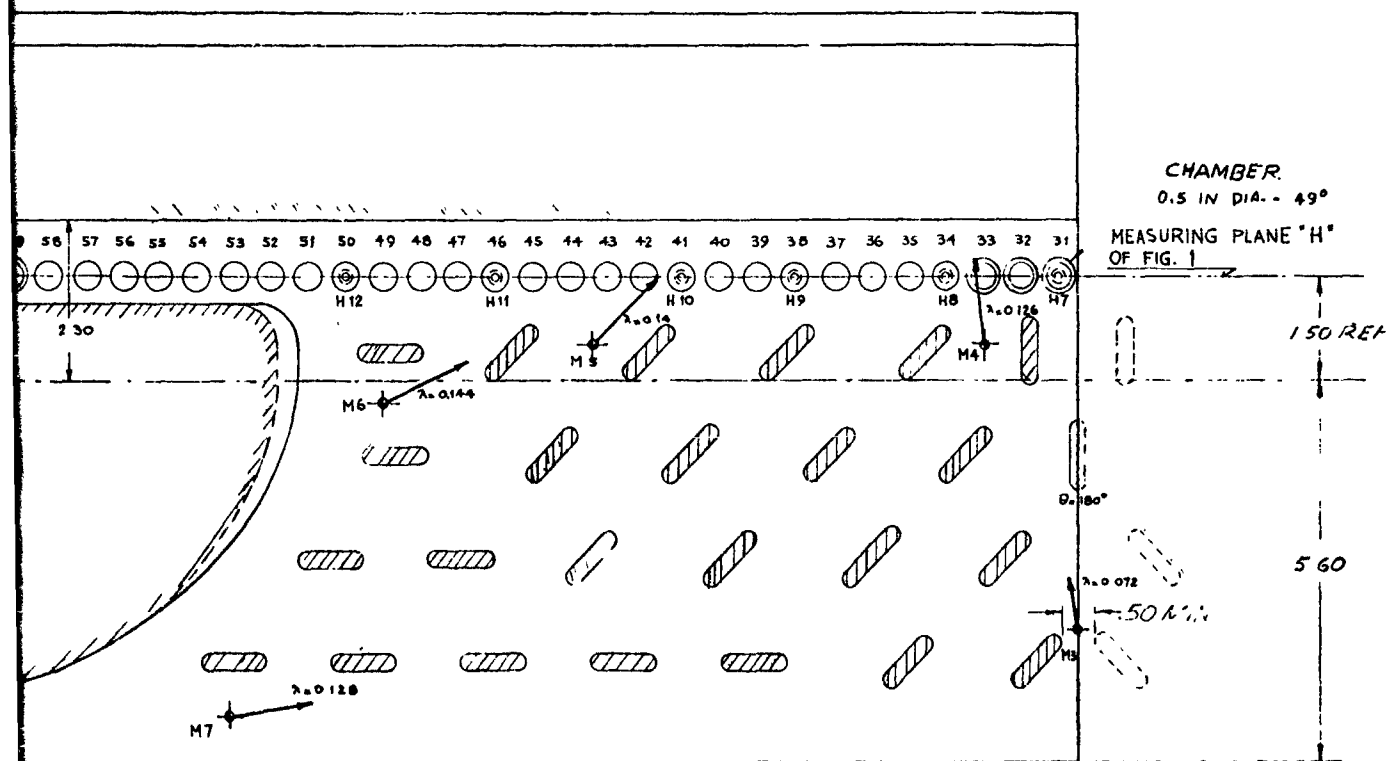 CHAMBER.
0.5 IN DIA.- 49°
MEASURING PLANE "H"
OF FIG. 1
58 57 56 55 54 53 52 51 50 49 48 47 46 45 44 43 42 41 40 39 38 37 36 35 34 33 32 31
H12 H11 H10 H9 H8 H7
2 30
λ=0.14
λ=0.126
1 50 REF
M5
M4
M6
λ=0.144
θ=180°
5 60
λ=0.072
.50 MIN
M3
λ=0.128
M7